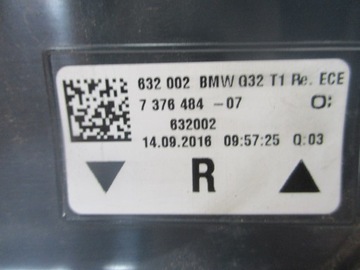 632 002 BMW G32 T1 Re. ECE
7 376 484 -07 O:
632002
14.09.2016 09:57:25 Q:03
R